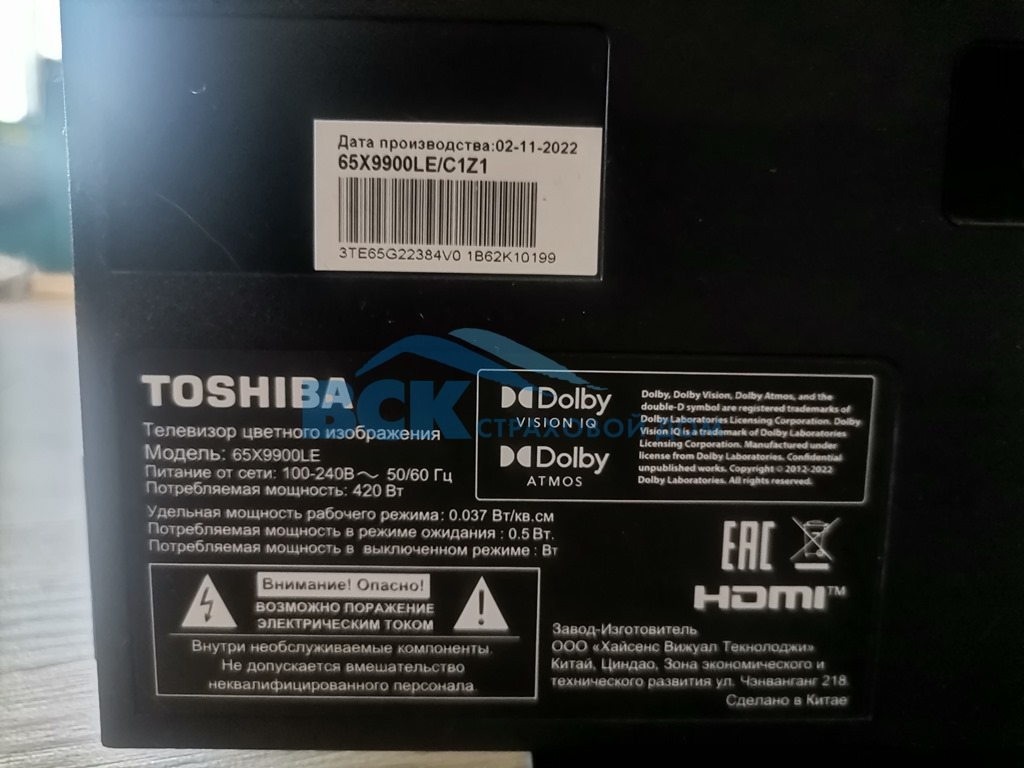 Дата производства:02-11-2022
65X9900LE/C1Z1
3TE65G22384V0 1B62K10199
TOSHIBA
ВСК
СТРАХОВОЙ ДОМ
Телевизор цветного изображения
Модель: 65X9900LE
Питание от сети: 100-240В～ 50/60 Гц
Потребляемая мощность: 420 Вт
Удельная мощность рабочего режима: 0.037 Вт/кв.см
Потребляемая мощность в режиме ожидания : 0.5 Вт.
Потребляемая мощность в выключенном режиме : Вт
Dolby
VISION IQ
Dolby
ATMOS
Dolby, Dolby Vision, Dolby Atmos, and the
double-D symbol are registered trademarks of
Dolby Laboratories Licensing Corporation. Dolby
Vision IQ is a trademark of Dolby Laboratories
Licensing Corporation. Manufactured under
license from Dolby Laboratories. Confidential
unpublished works. Copyright © 2012-2022
Dolby Laboratories. All rights reserved.
Внимание! Опасно!
ВОЗМОЖНО ПОРАЖЕНИЕ
ЭЛЕКТРИЧЕСКИМ ТОКОМ
Внутри необслуживаемые компоненты.
Не допускается вмешательство
неквалифицированного персонала.
EAC
HDMI™
Завод-Изготовитель
ООО «Хайсенс Вижуал Текнолоджи»
Китай, Циндао, Зона экономического и
технического развития ул. Чэнванганг 218.
Сделано в Китае